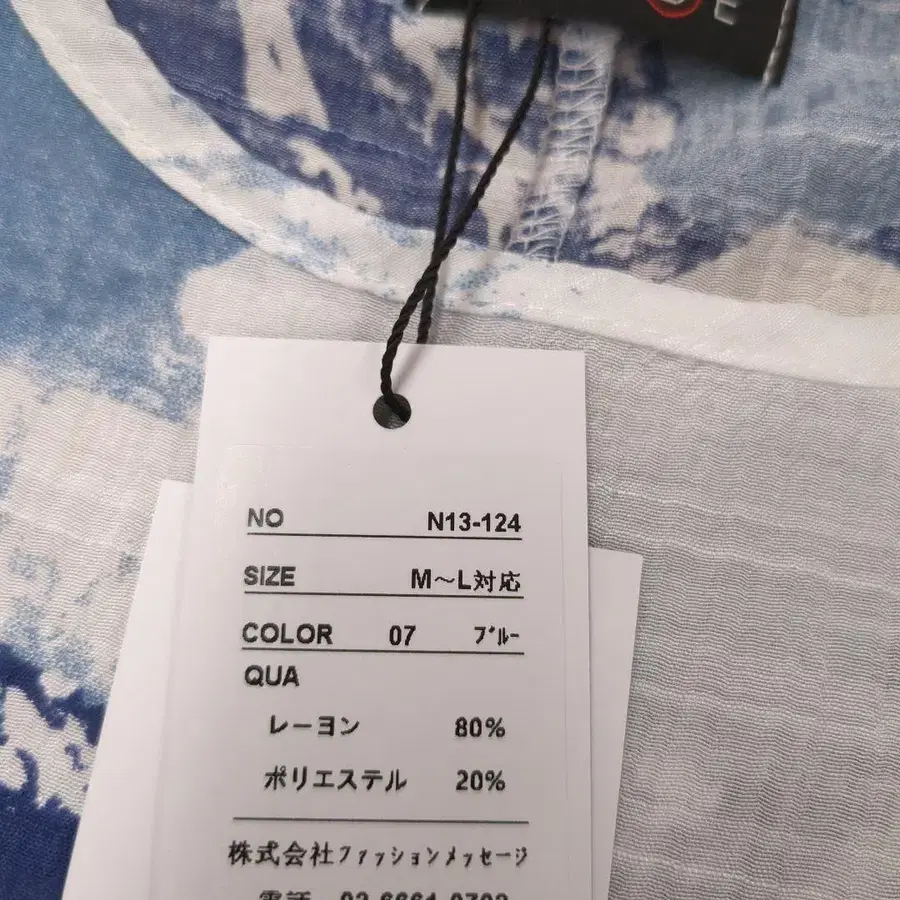 NO N13-124
SIZE M～L対応
COLOR 07 ﾌﾞﾙｰ
QUA
レーヨン 80%
ポリエステル 20%
株式会社ファッションメッセージ